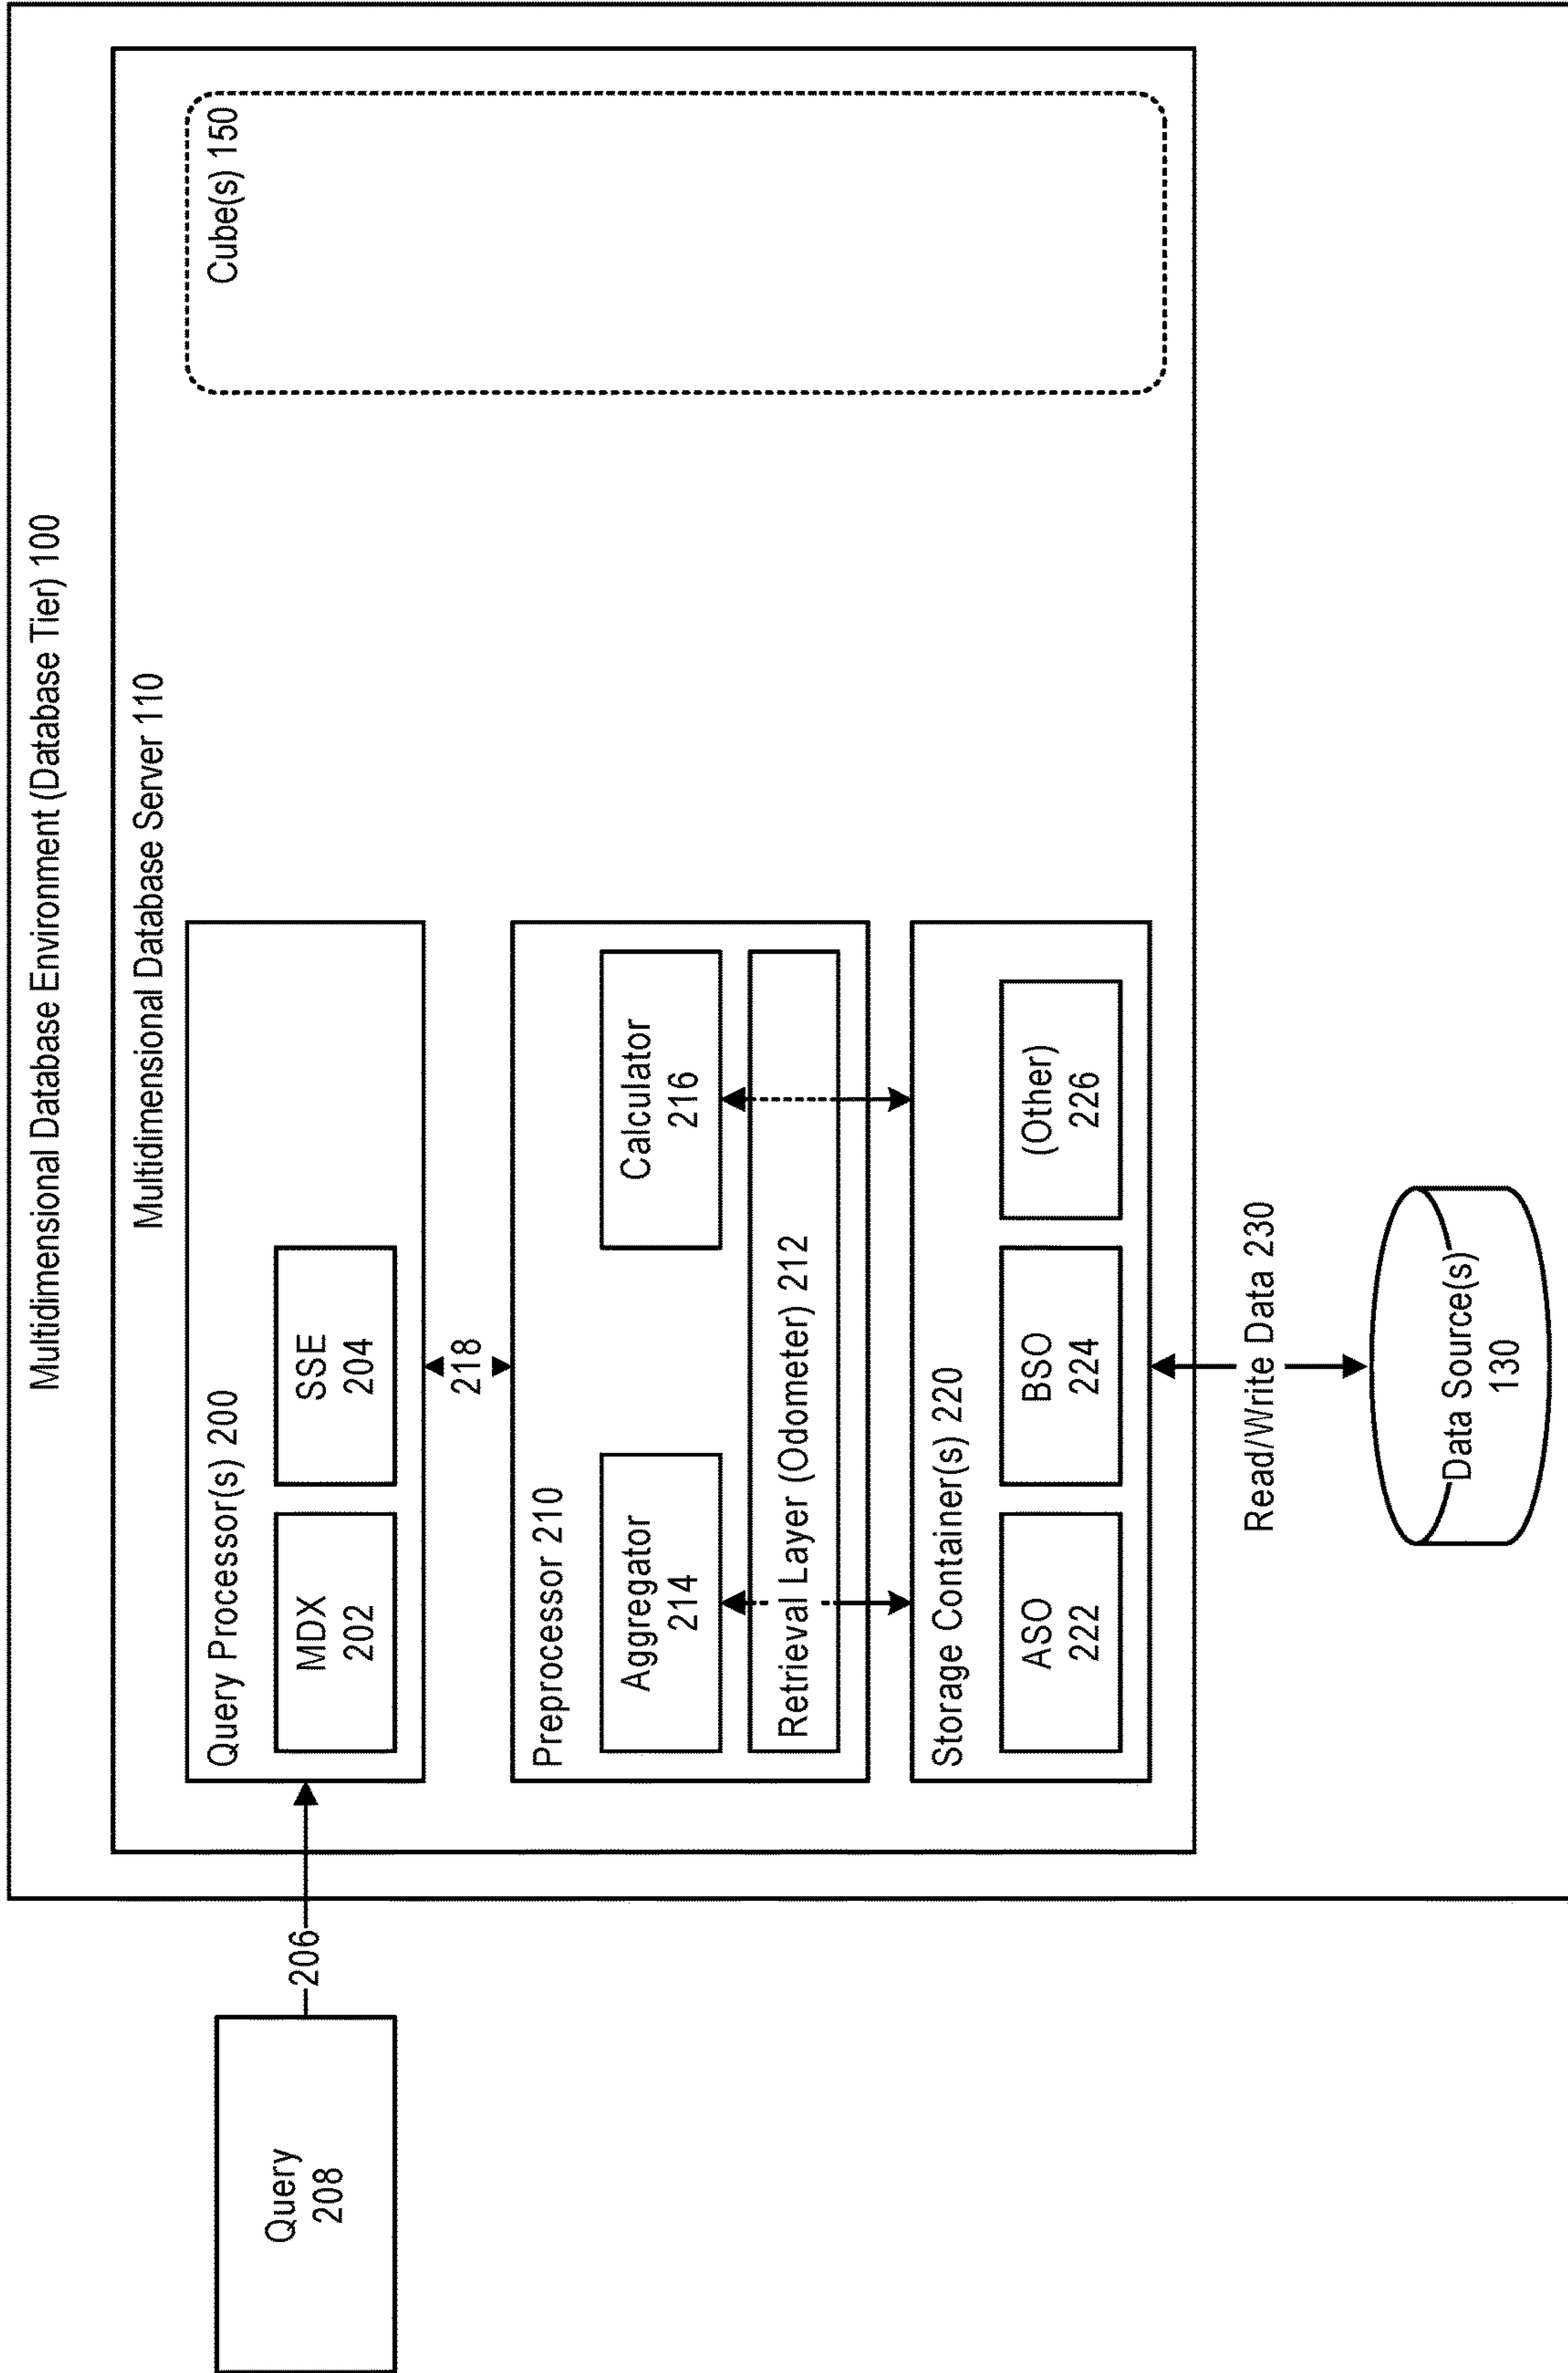 Multidimensional Database Environment (Database Tier) 100
Multidimensional Database Server 110
Query
208
206
Query Processor(s) 200
MDX
202
SSE
204
218
Preprocessor 210
Aggregator
214
Calculator
216
Retrieval Layer (Odometer) 212
Storage Container(s) 220
ASO
222
BSO
224
(Other)
226
Cube(s) 150
Read/Write Data 230
Data Source(s)
130